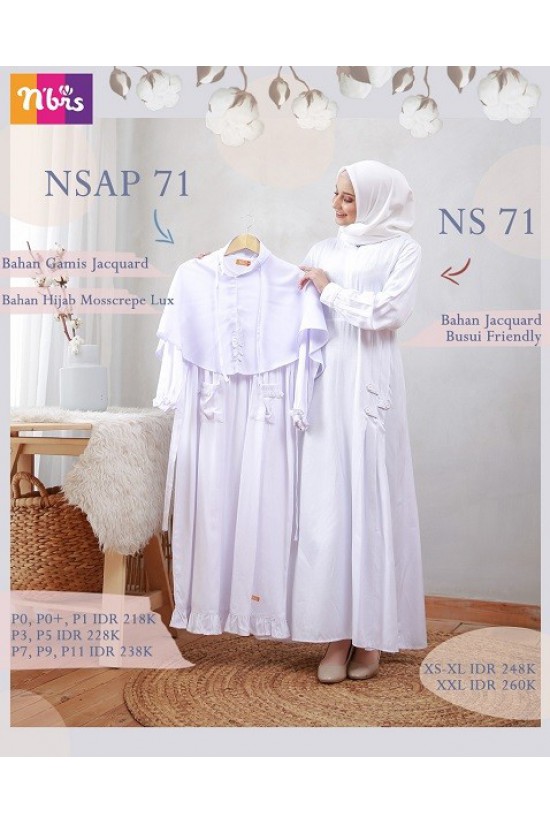 N'brs
NSAP 71
Bahan Gamis Jacquard
Bahan Hijab Mosscrepe Lux
NS 71
Bahan Jacquard
Busui Friendly
P0, P0+, P1 IDR 218K
P3, P5 IDR 228K
P7, P9, P11 IDR 238K
XS-XL IDR 248K
XXL IDR 260K